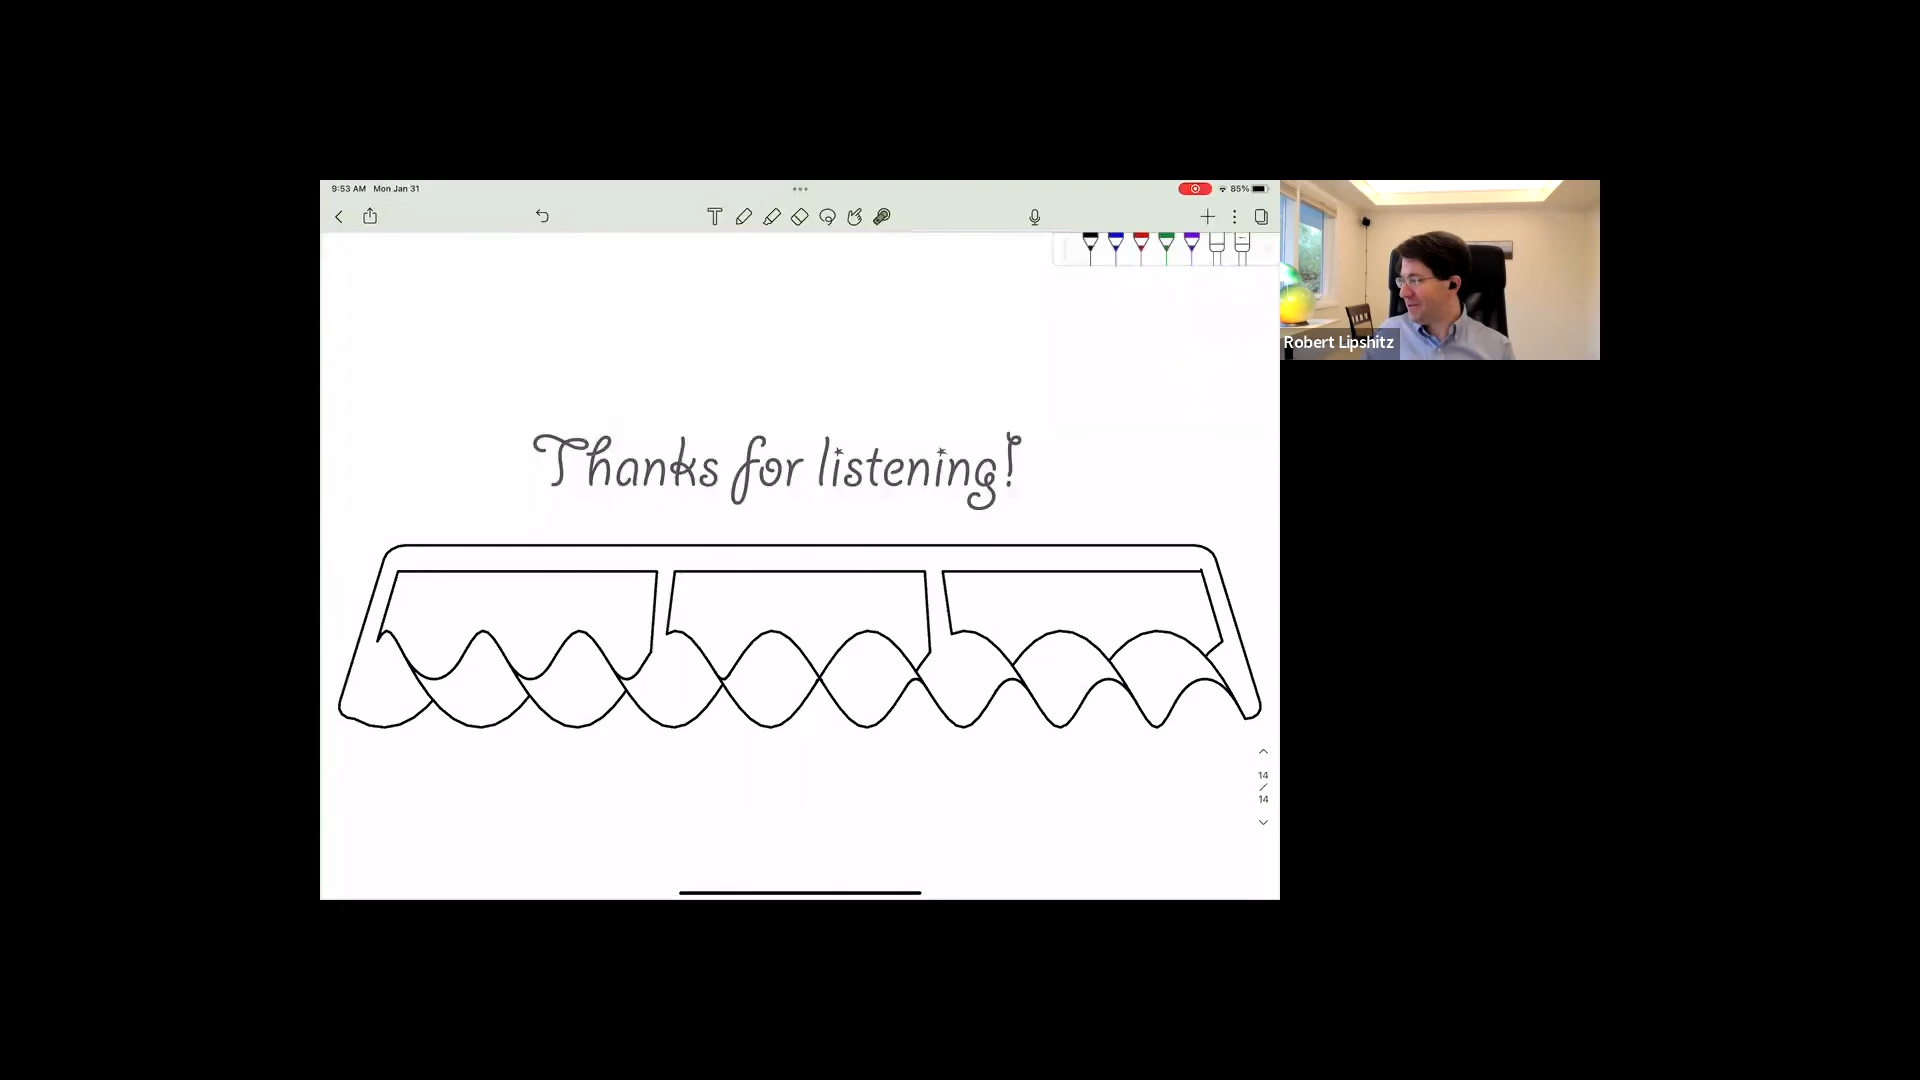 9:53 AM Mon Jan 31
85%
T
Robert Lipshitz
Thanks for listening!
14
/
14